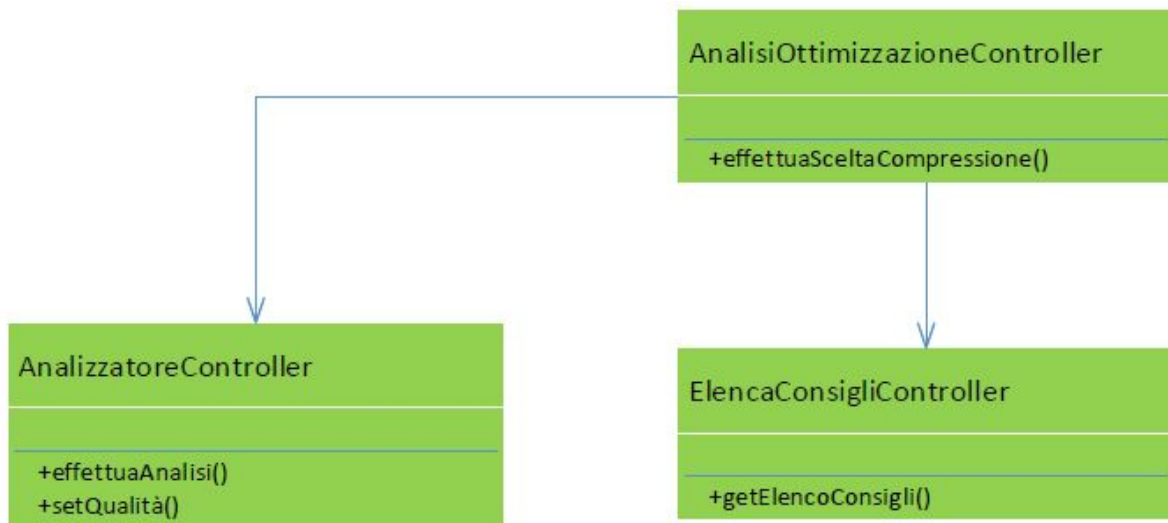 AnalisiOttimizzazioneController
+effettuaSceltaCompressione()
AnalizzatoreController
+effettuaAnalisi()
+setQualità()
ElencaConsigliController
+getElencoConsigli()